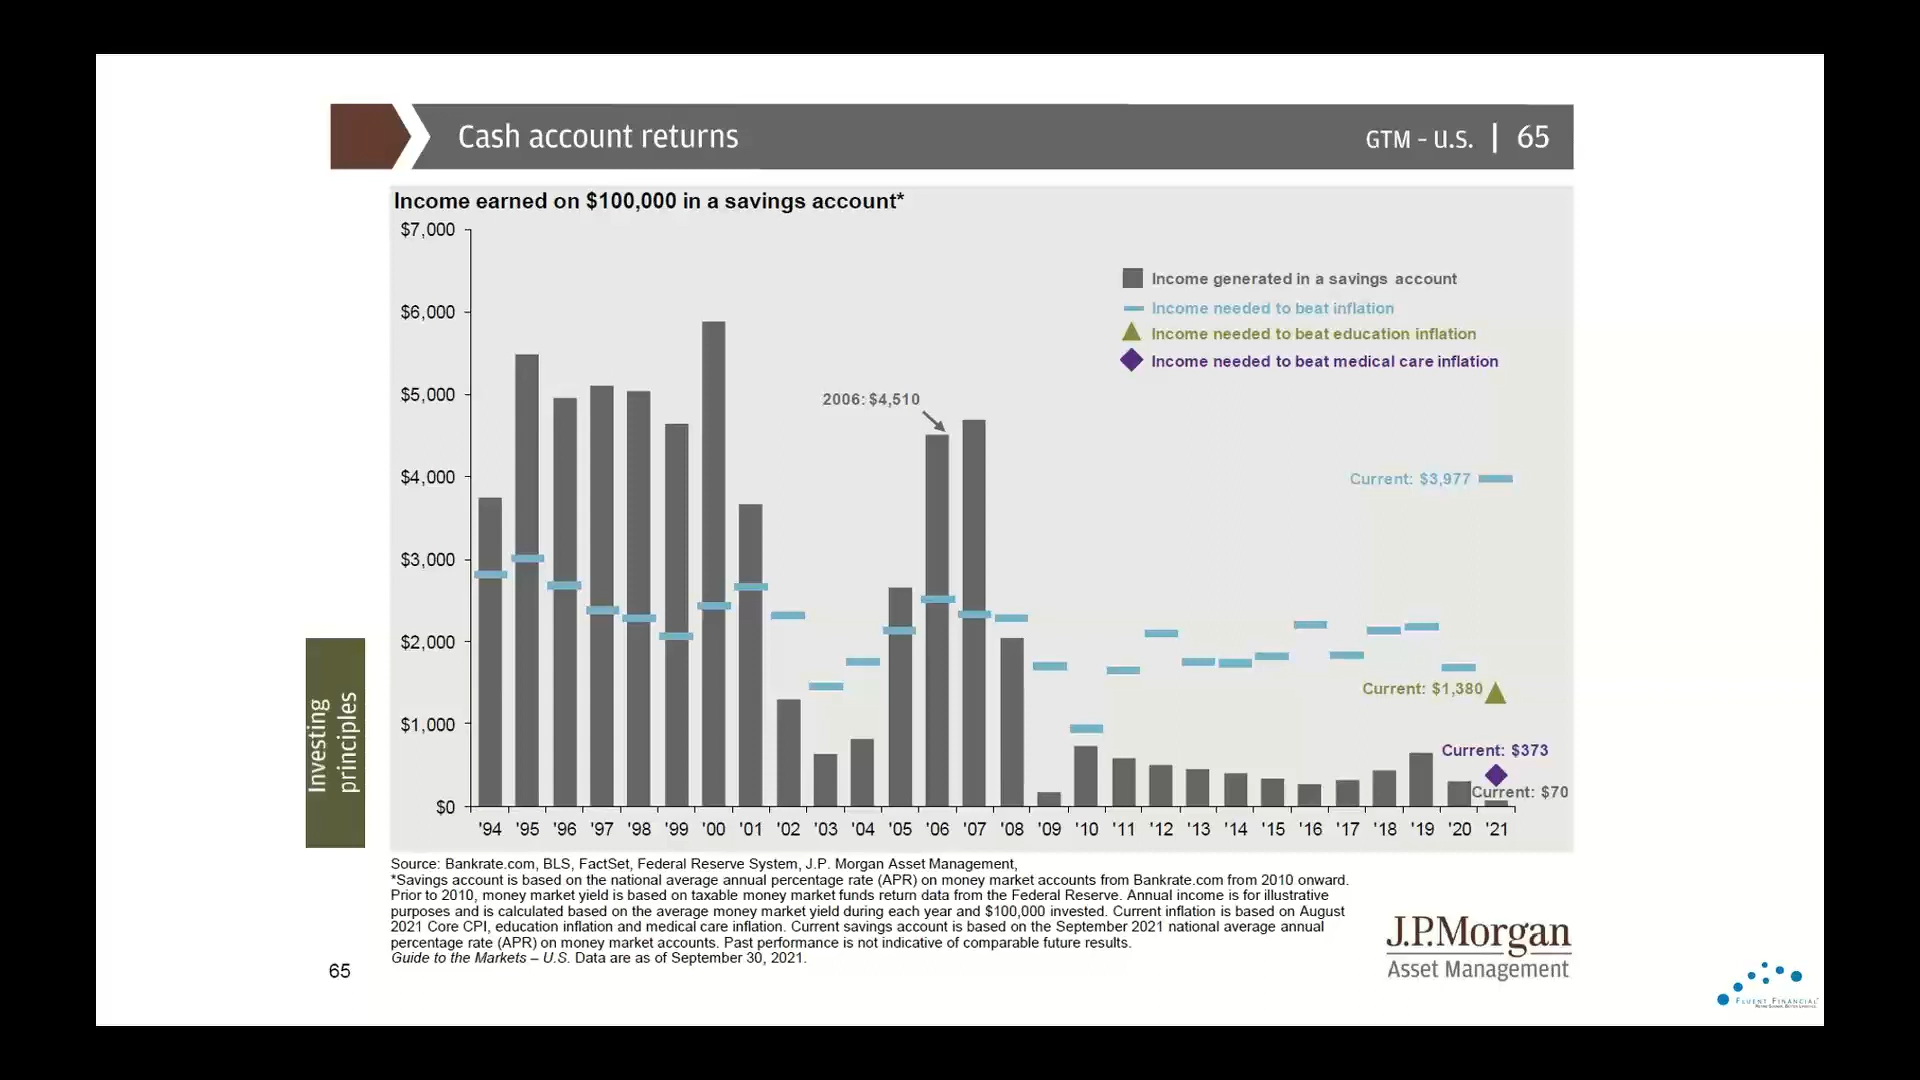 Cash account returns
GTM – U.S. | 65
Income earned on $100,000 in a savings account*
$7,000
$6,000
$5,000
$4,000
$3,000
$2,000
$1,000
$0
Income generated in a savings account
Income needed to beat inflation
Income needed to beat education inflation
Income needed to beat medical care inflation
2006: $4,510
Current: $3,977
Current: $1,380
Current: $373
Current: $70
'94 '95 '96 '97 '98 '99 '00 '01 '02 '03 '04 '05 '06 '07 '08 '09 '10 '11 '12 '13 '14 '15 '16 '17 '18 '19 '20 '21
Investing
principles
Source: Bankrate.com, BLS, FactSet, Federal Reserve System, J.P. Morgan Asset Management,
*Savings account is based on the national average annual percentage rate (APR) on money market accounts from Bankrate.com from 2010 onward.
Prior to 2010, money market yield is based on taxable money market funds return data from the Federal Reserve. Annual income is for illustrative
purposes and is calculated based on the average money market yield during each year and $100,000 invested. Current inflation is based on August
2021 Core CPI, education inflation and medical care inflation. Current savings account is based on the September 2021 national average annual
percentage rate (APR) on money market accounts. Past performance is not indicative of comparable future results.
Guide to the Markets – U.S. Data are as of September 30, 2021.
65
J.P.Morgan
Asset Management
FLUENT FINANCIAL